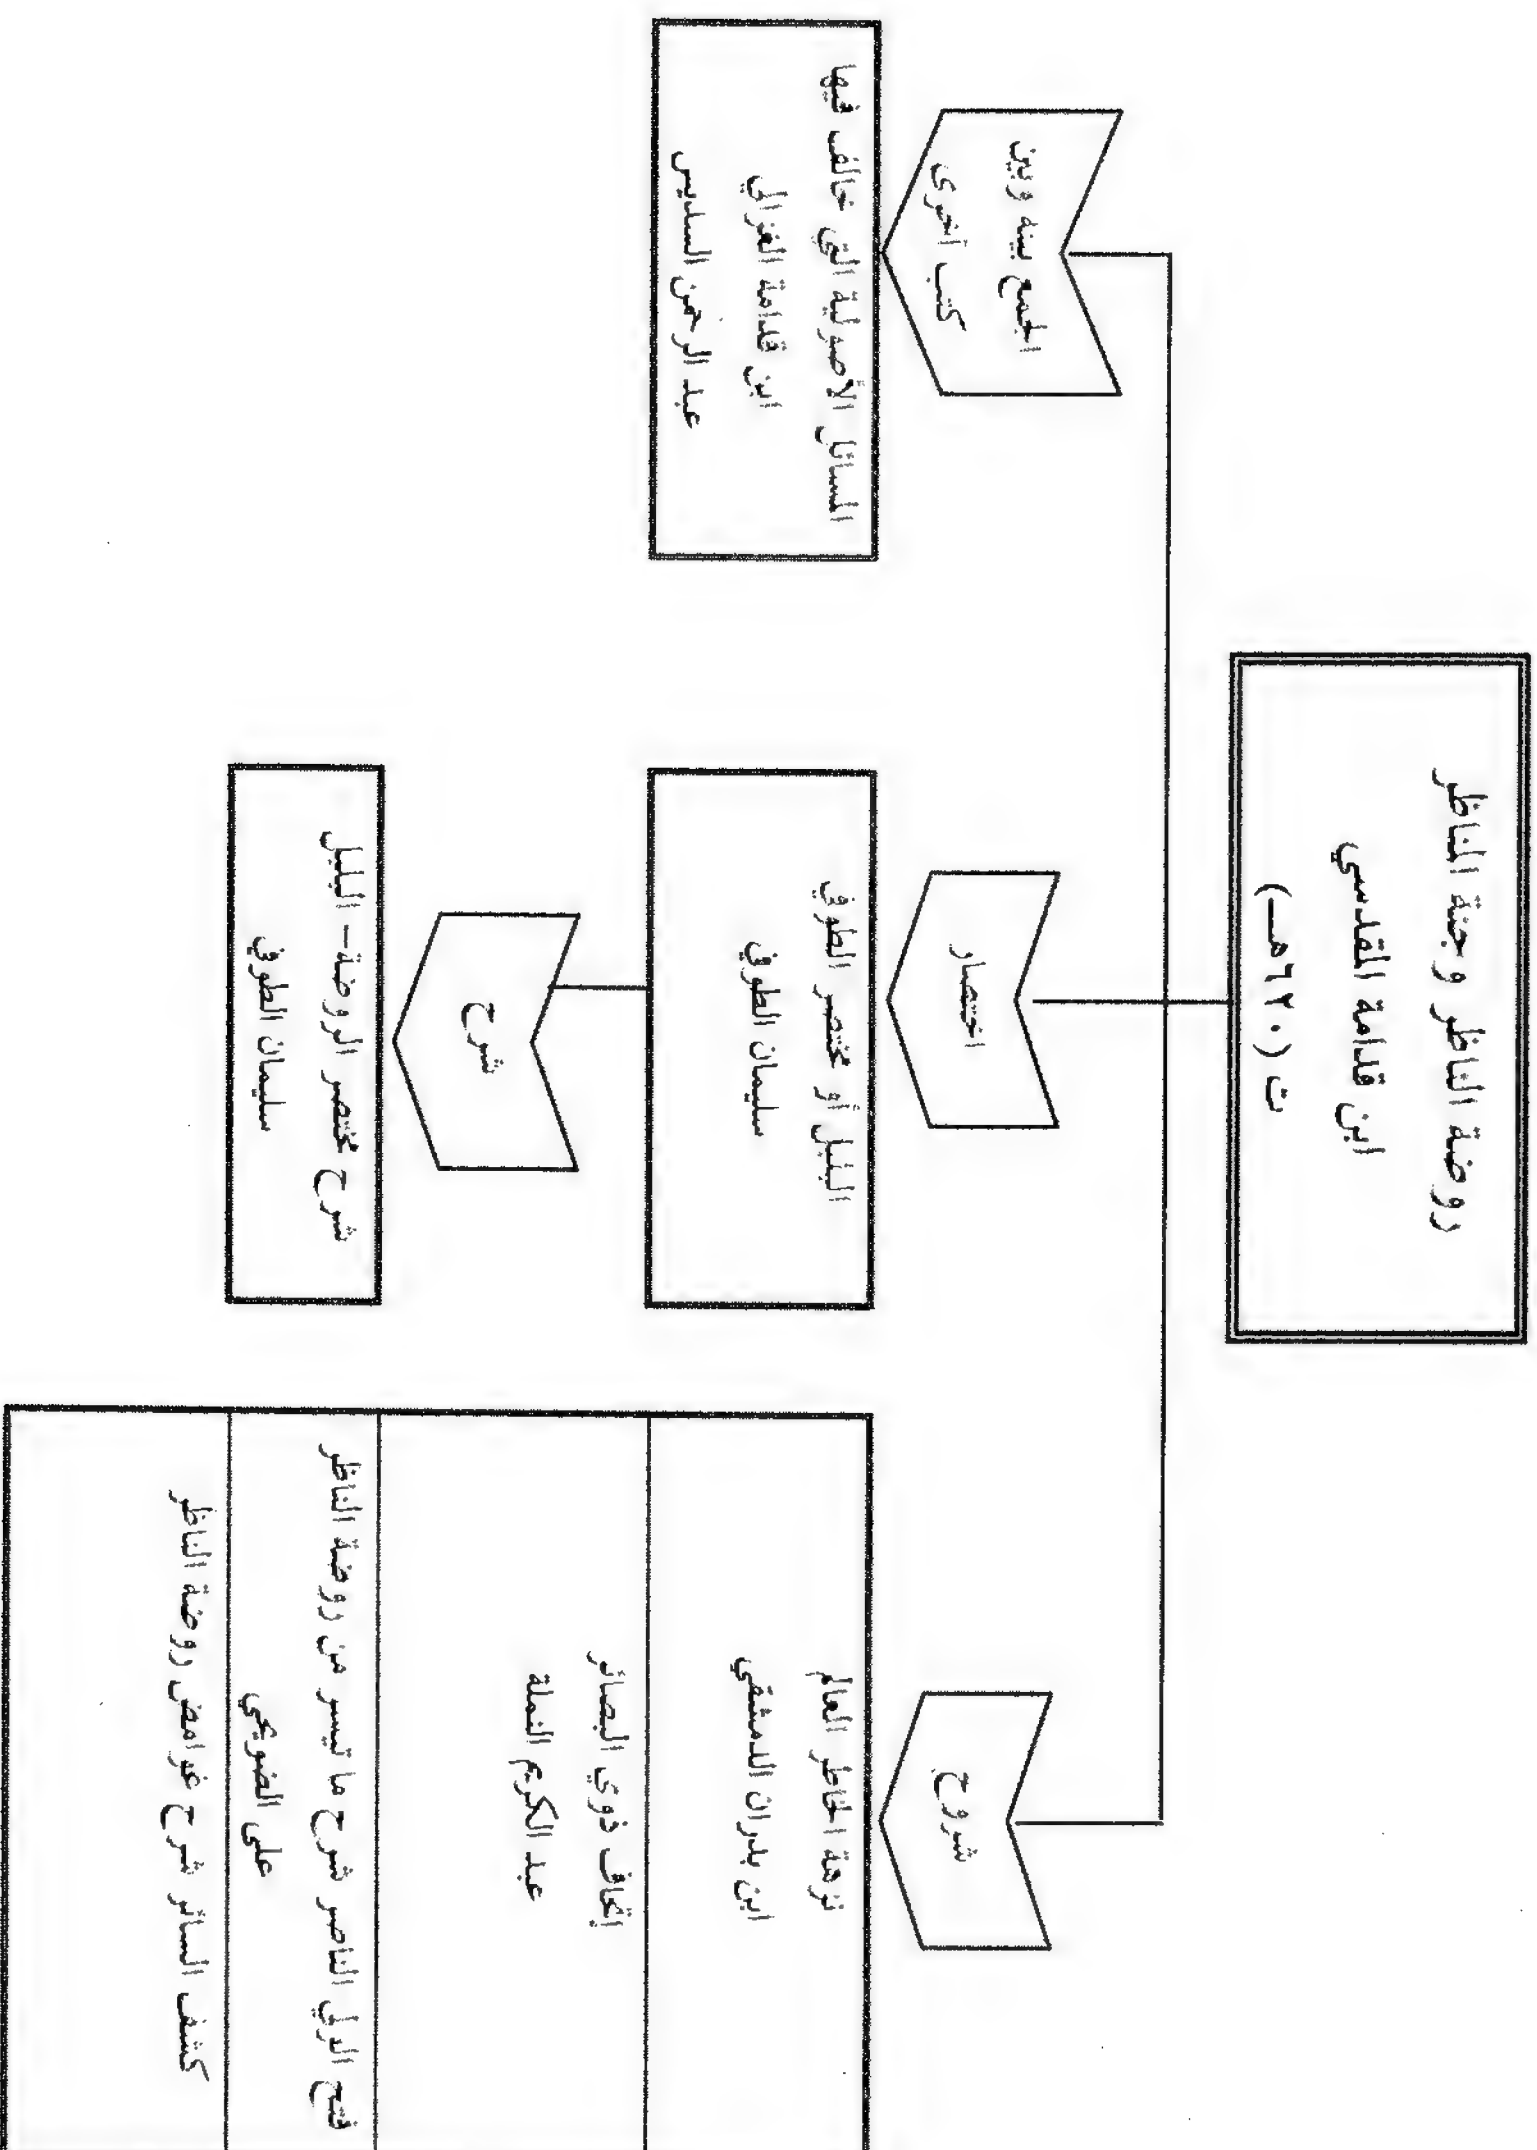 روضة الناظر وجنة المناظر
ابن قدامة المقدسي
ت (٦٢٠هـ)
شروح
نزهة الخاطر العالم
ابن بدران الدمشقي
إتحاف ذوي البصائر
عبد الكريم النملة
فتح الولي الناصر شرح ما تيسر من روضة الناظر
علي الضويحي
كشف الساتر شرح غوامض روضة الناظر
اختصار
البلبل أو مختصر الطوفي
سليمان الطوفي
شرح
شرح مختصر الروضة – البلبل
سليمان الطوفي
الجمع بينه وبين
كتب أخرى
المسائل الأصولية التي خالف فيها
ابن قدامة الغزالي
عبد الرحمن السديس